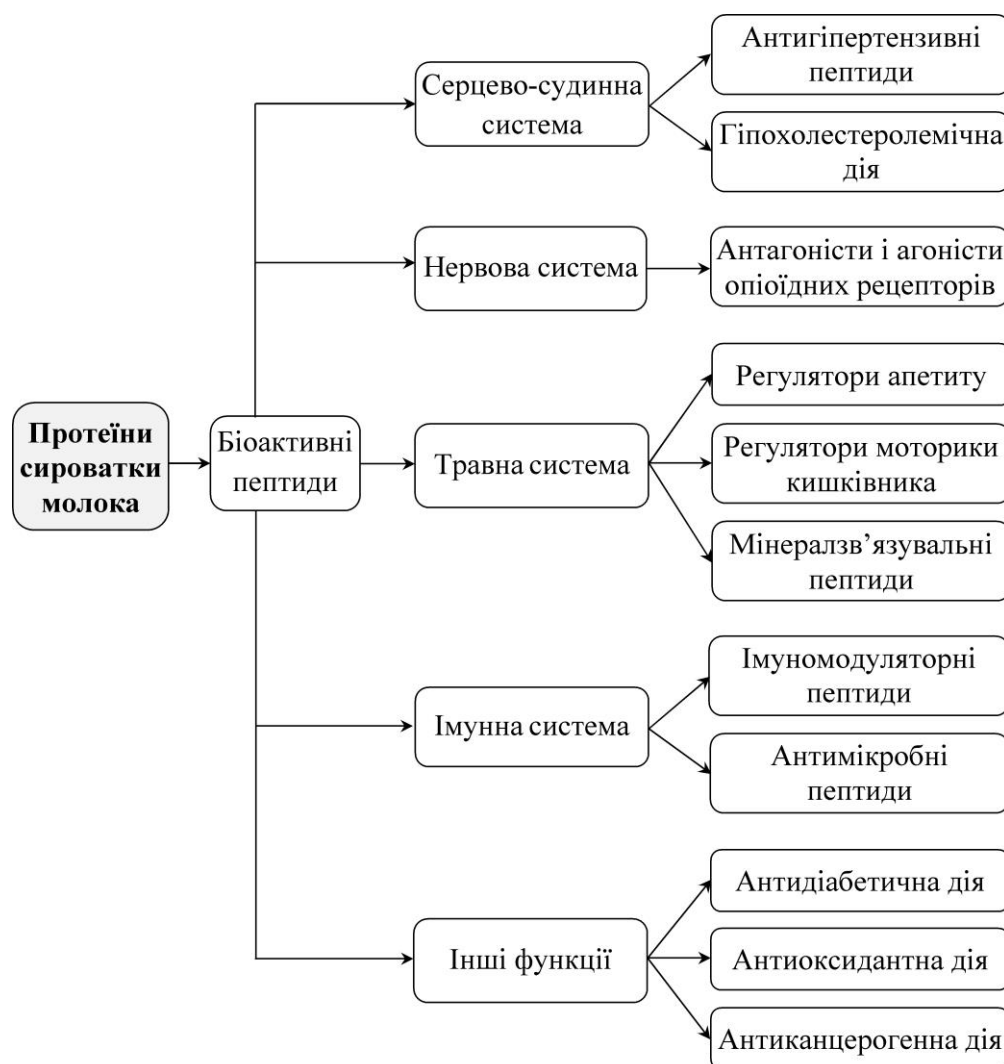 Протеїни
сироватки
молока
Біоактивні
пептиди
Серцево-судинна
система
Антигіпертензивні
пептиди
Гіпохолестеролемічна
дія
Нервова система
Антагоністи і агоністи
опіоїдних рецепторів
Травна система
Регулятори апетиту
Регулятори моторики
кишківника
Мінералзв’язувальні
пептиди
Імунна система
Імуномодуляторні
пептиди
Антимікробні
пептиди
Інші функції
Антидіабетична дія
Антиоксидантна дія
Антиканцерогенна дія